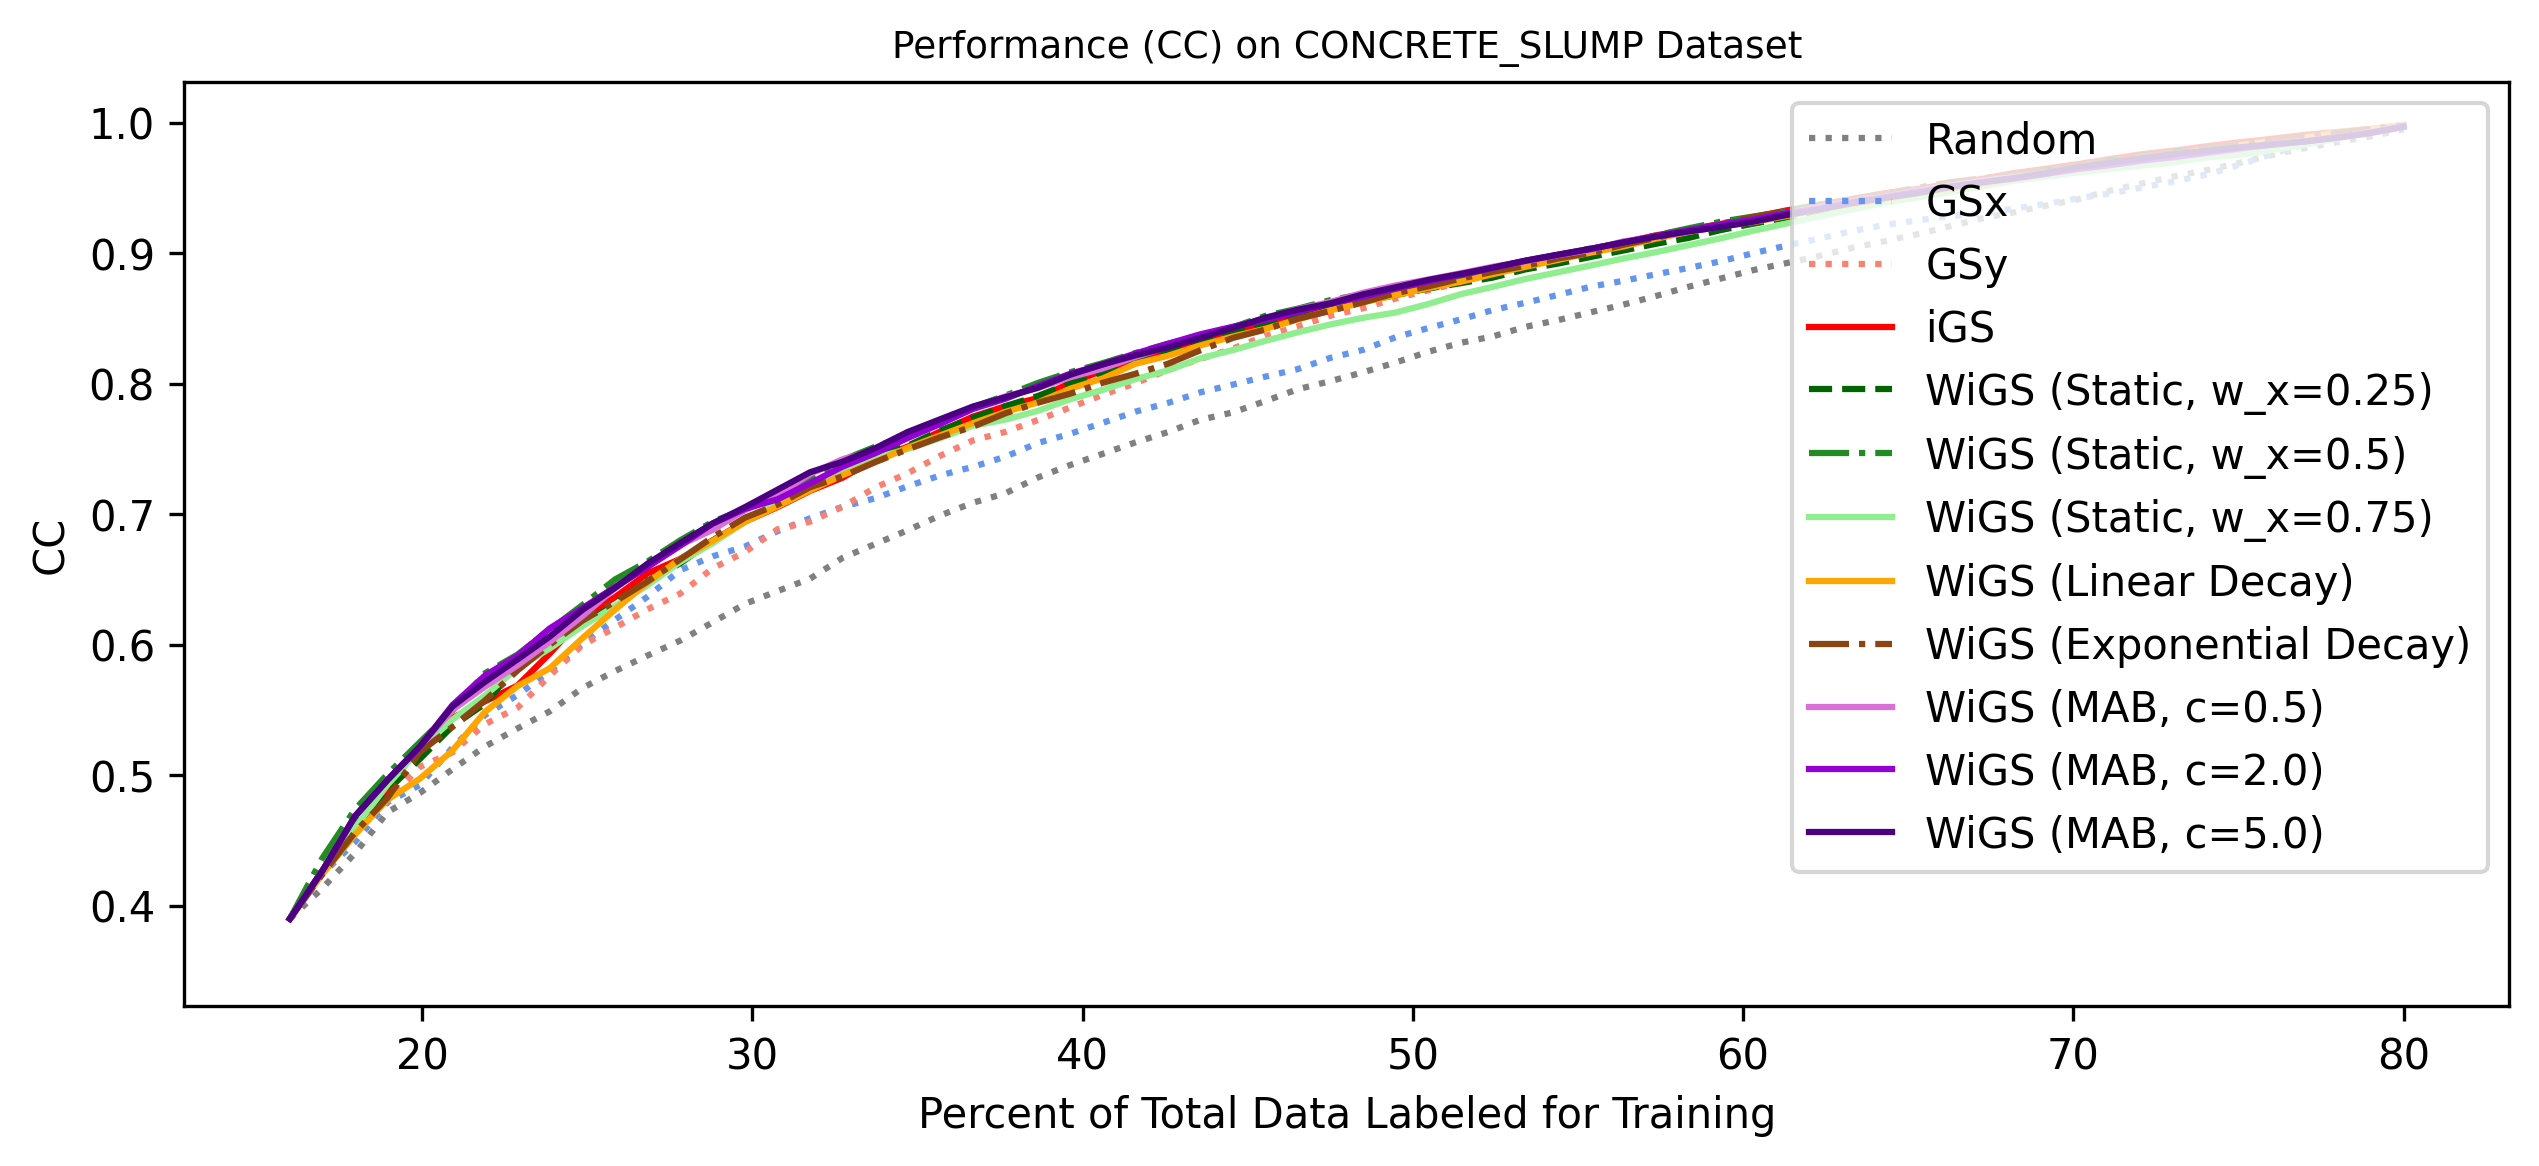 Performance (CC) on CONCRETE_SLUMP Dataset
1.0
0.9
0.8
0.7
0.6
0.5
0.4
CC
Random
GSx
GSy
iGS
WiGS (Static, w_x=0.25)
WiGS (Static, w_x=0.5)
WiGS (Static, w_x=0.75)
WiGS (Linear Decay)
WiGS (Exponential Decay)
WiGS (MAB, c=0.5)
WiGS (MAB, c=2.0)
WiGS (MAB, c=5.0)
20 30 40 50 60 70 80
Percent of Total Data Labeled for Training